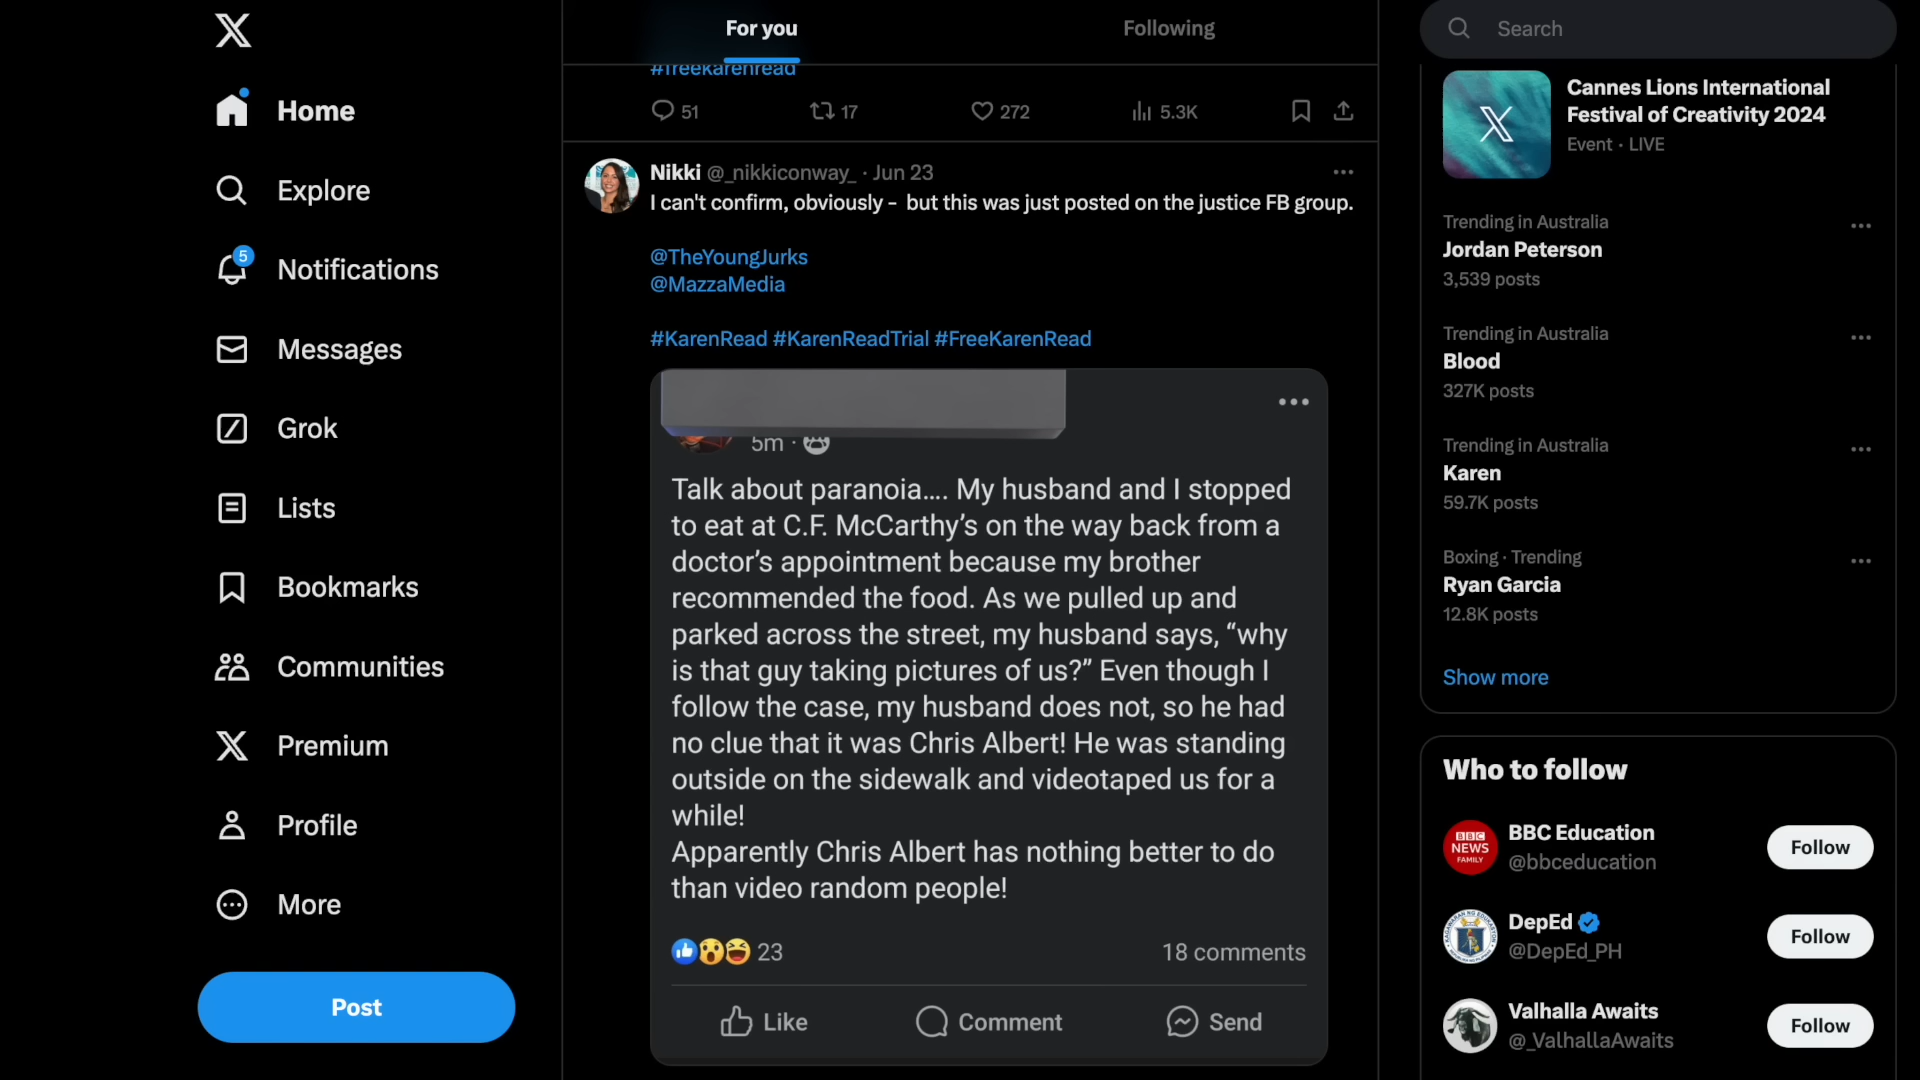 For you
Following
Search
Home
Explore
5
Notifications
Messages
Grok
Lists
Bookmarks
Communities
Premium
Profile
More
Post
#freekarenread
51
17
272
5.3K
Nikki @_nikkiconway_ · Jun 23
I can't confirm, obviously - but this was just posted on the justice FB group.
@TheYoungJurks
@MazzaMedia
#KarenRead #KarenReadTrial #FreeKarenRead
5m ·
Talk about paranoia.... My husband and I stopped
to eat at C.F. McCarthy’s on the way back from a
doctor’s appointment because my brother
recommended the food. As we pulled up and
parked across the street, my husband says, “why
is that guy taking pictures of us?” Even though I
follow the case, my husband does not, so he had
no clue that it was Chris Albert! He was standing
outside on the sidewalk and videotaped us for a
while!
Apparently Chris Albert has nothing better to do
than video random people!
23
18 comments
Like
Comment
Send
Cannes Lions International
Festival of Creativity 2024
Event · LIVE
Trending in Australia
Jordan Peterson
3,539 posts
Trending in Australia
Blood
327K posts
Trending in Australia
Karen
59.7K posts
Boxing · Trending
Ryan Garcia
12.8K posts
Show more
Who to follow
BBC
NEWS
FAMILY
BBC Education
@bbceducation
Follow
DepEd
@DepEd_PH
Follow
Valhalla Awaits
@_ValhallaAwaits
Follow